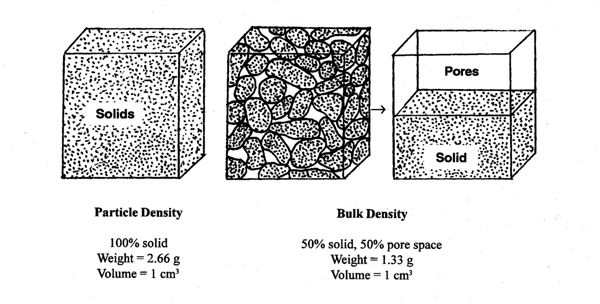 Solids
Pores
Solid
Particle Density
100% solid
Weight = 2.66 g
Volume = 1 cm³
Bulk Density
50% solid, 50% pore space
Weight = 1.33 g
Volume = 1 cm³